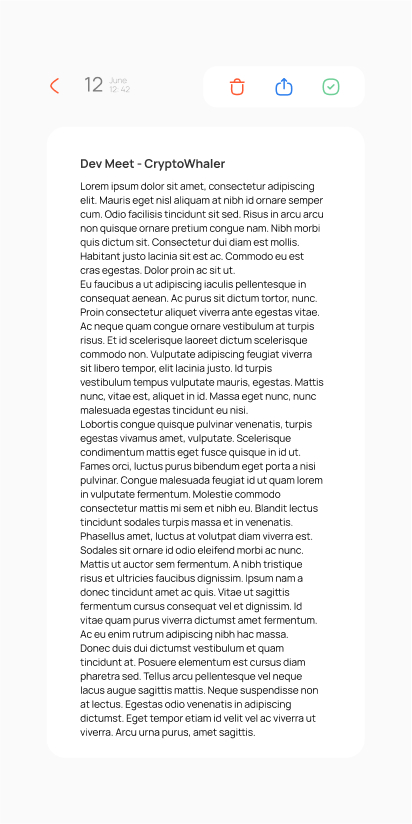 12
June
12: 42
Dev Meet - CryptoWhaler
Lorem ipsum dolor sit amet, consectetur adipiscing
elit. Mauris eget nisl aliquam at nibh id ornare semper
cum. Odio facilisis tincidunt sit sed. Risus in arcu arcu
non quisque ornare pretium congue nam. Nibh morbi
quis dictum sit. Consectetur dui diam est mollis.
Habitant justo lacinia sit est ac. Commodo eu est
cras egestas. Dolor proin ac sit ut.
Eu faucibus a ut adipiscing iaculis pellentesque in
consequat aenean. Ac purus sit dictum tortor, nunc.
Proin consectetur aliquet viverra ante egestas vitae.
Ac neque quam congue ornare vestibulum at turpis
risus. Et id scelerisque laoreet dictum scelerisque
commodo non. Vulputate adipiscing feugiat viverra
sit libero tempor, elit lacinia justo. Id turpis
vestibulum tempus vulputate mauris, egestas. Mattis
nunc, vitae est, aliquet in id. Massa eget nunc, nunc
malesuada egestas tincidunt eu nisi.
Lobortis congue quisque pulvinar venenatis, turpis
egestas vivamus amet, vulputate. Scelerisque
condimentum mattis eget fusce quisque in id ut.
Fames orci, luctus purus bibendum eget porta a nisi
pulvinar. Congue malesuada feugiat id ut quam lorem
in vulputate fermentum. Molestie commodo
consectetur mattis mi sem et nibh eu. Blandit lectus
tincidunt sodales turpis massa et in venenatis.
Phasellus amet, luctus at volutpat diam viverra est.
Sodales sit ornare id odio eleifend morbi ac nunc.
Mattis ut auctor sem fermentum. A nibh tristique
risus et ultricies faucibus dignissim. Ipsum nam a
donec tincidunt amet ac quis. Vitae ut sagittis
fermentum cursus consequat vel et dignissim. Id
vitae quam purus viverra dictumst amet fermentum.
Ac eu enim rutrum adipiscing nibh hac massa.
Donec duis dui dictumst vestibulum et quam
tincidunt at. Posuere elementum est cursus diam
pharetra sed. Tellus arcu pellentesque vel neque
lacus augue sagittis mattis. Neque suspendisse non
at lectus. Egestas odio venenatis in adipiscing
dictumst. Eget tempor etiam id velit vel ac viverra ut
viverra. Arcu urna purus, amet sagittis.